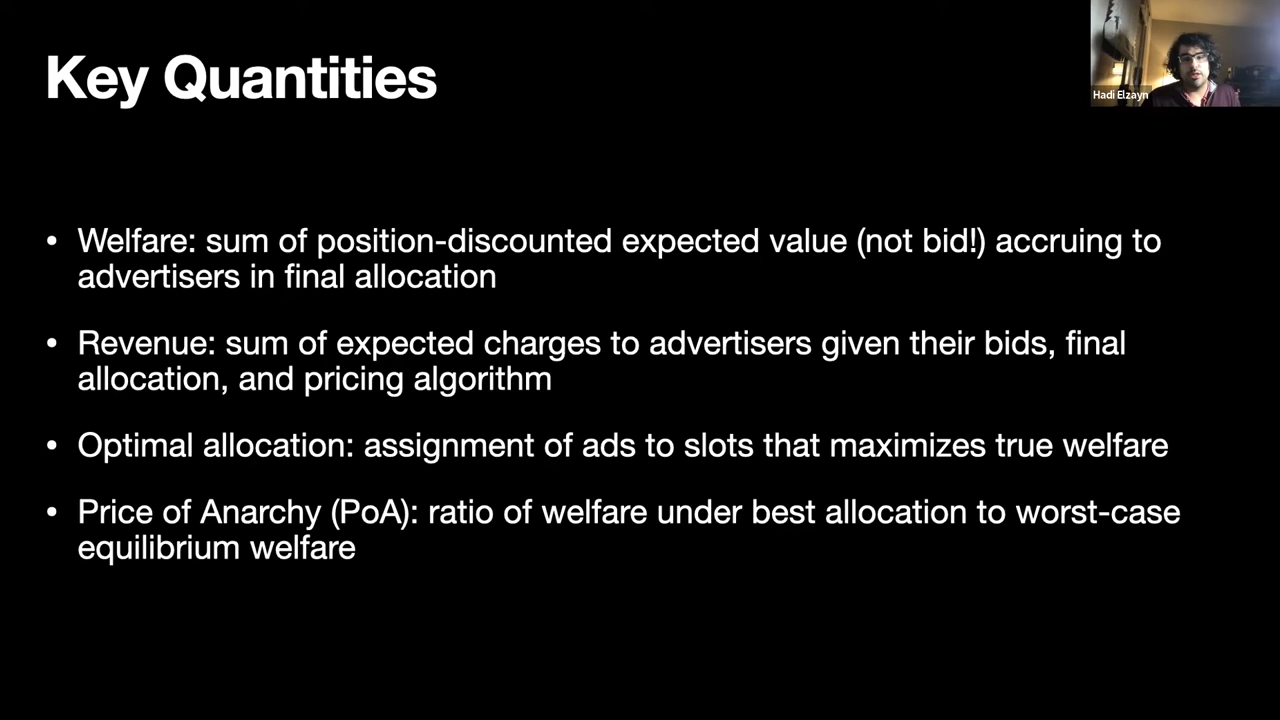 Key Quantities
Hadi Elzayn
• Welfare: sum of position-discounted expected value (not bid!) accruing to
advertisers in final allocation
• Revenue: sum of expected charges to advertisers given their bids, final
allocation, and pricing algorithm
• Optimal allocation: assignment of ads to slots that maximizes true welfare
• Price of Anarchy (PoA): ratio of welfare under best allocation to worst-case
equilibrium welfare